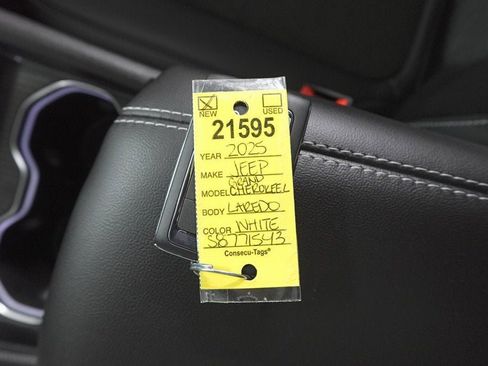 NEW USED
21595
YEAR 2025
MAKE JEEP
GRAND
MODEL CHEROKEE
BODY LAREDO
COLOR WHITE
S8771543
Consecu-Tags®